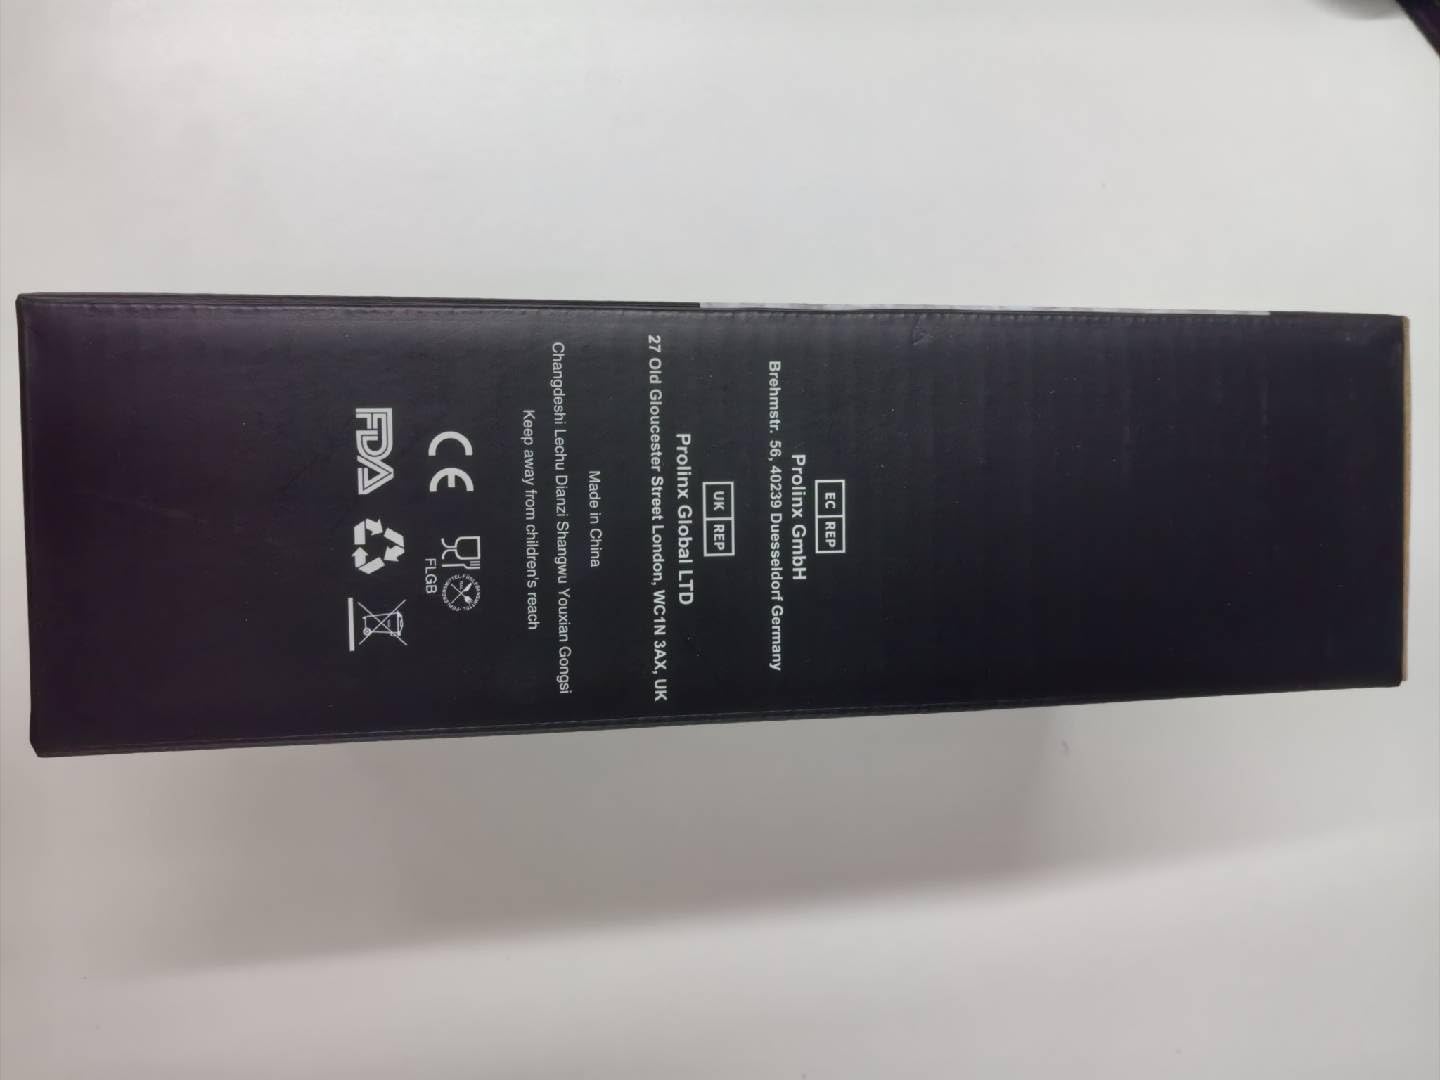 EC REP
Prolinx GmbH
Brehmstr. 56, 40239 Duesseldorf Germany
UK REP
Prolinx Global LTD
27 Old Gloucester Street London, WC1N 3AX, UK
Made in China
Changdeshi Lechu Dianzi Shangwu Youxian Gongsi
Keep away from children's reach
CE
FLGB
FDA